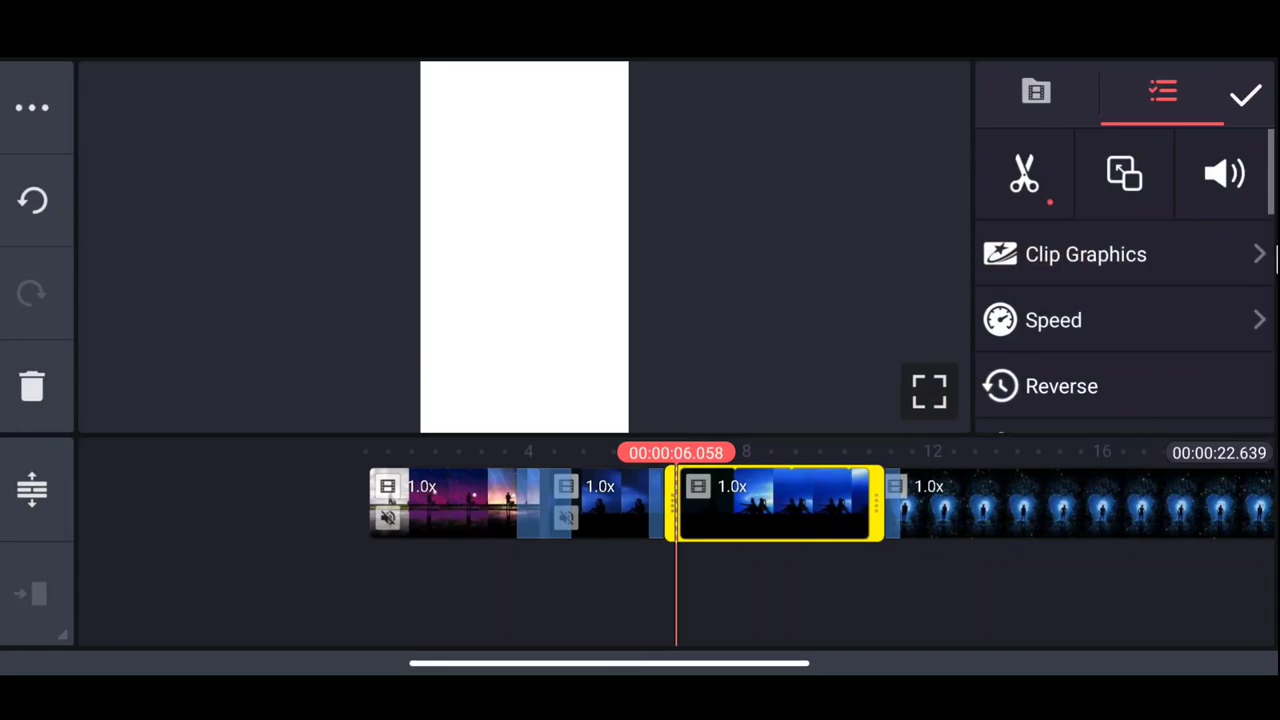 Clip Graphics
Speed
Reverse
4
00:00:06.058
8
12
16
00:00:22.639
1.0x
1.0x
1.0x
1.0x